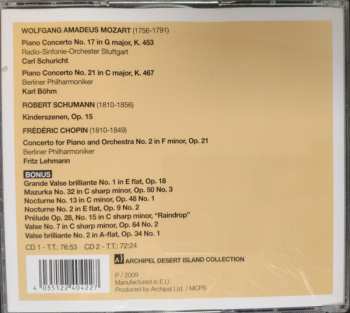 WOLFGANG AMADEUS MOZART (1756-1791)
Piano Concerto No. 17 in G major, K. 453
Radio-Sinfonie-Orchester Stuttgart
Carl Schuricht
Piano Concerto No. 21 in C major, K. 467
Berliner Philharmoniker
Karl Böhm
ROBERT SCHUMANN (1810-1856)
Kinderszenen, Op. 15
FRÉDÉRIC CHOPIN (1810-1849)
Concerto for Piano and Orchestra No. 2 in F minor, Op. 21
Berliner Philharmoniker
Fritz Lehmann
BONUS
Grande Valse brilliante No. 1 in E flat, Op. 18
Mazurka No. 32 in C sharp minor, Op. 50 No. 3
Nocturne No. 13 in C minor, Op. 48 No. 1
Nocturne No. 2 in E flat, Op. 9 No. 2
Prélude Op. 28, No. 15 in C sharp minor, "Raindrop"
Valse No. 7 in C sharp minor, Op. 64 No. 2
Valse brillante No. 2 in A-flat, Op. 34 No. 1
CD 1 - T.T.: 76:53 CD 2 - T.T.: 72:24
ARCHIPEL DESERT ISLAND COLLECTION
P / 2009
Manufactured in E.U.
Produced by Archipel Ltd. / MCPS
4 035122 404227